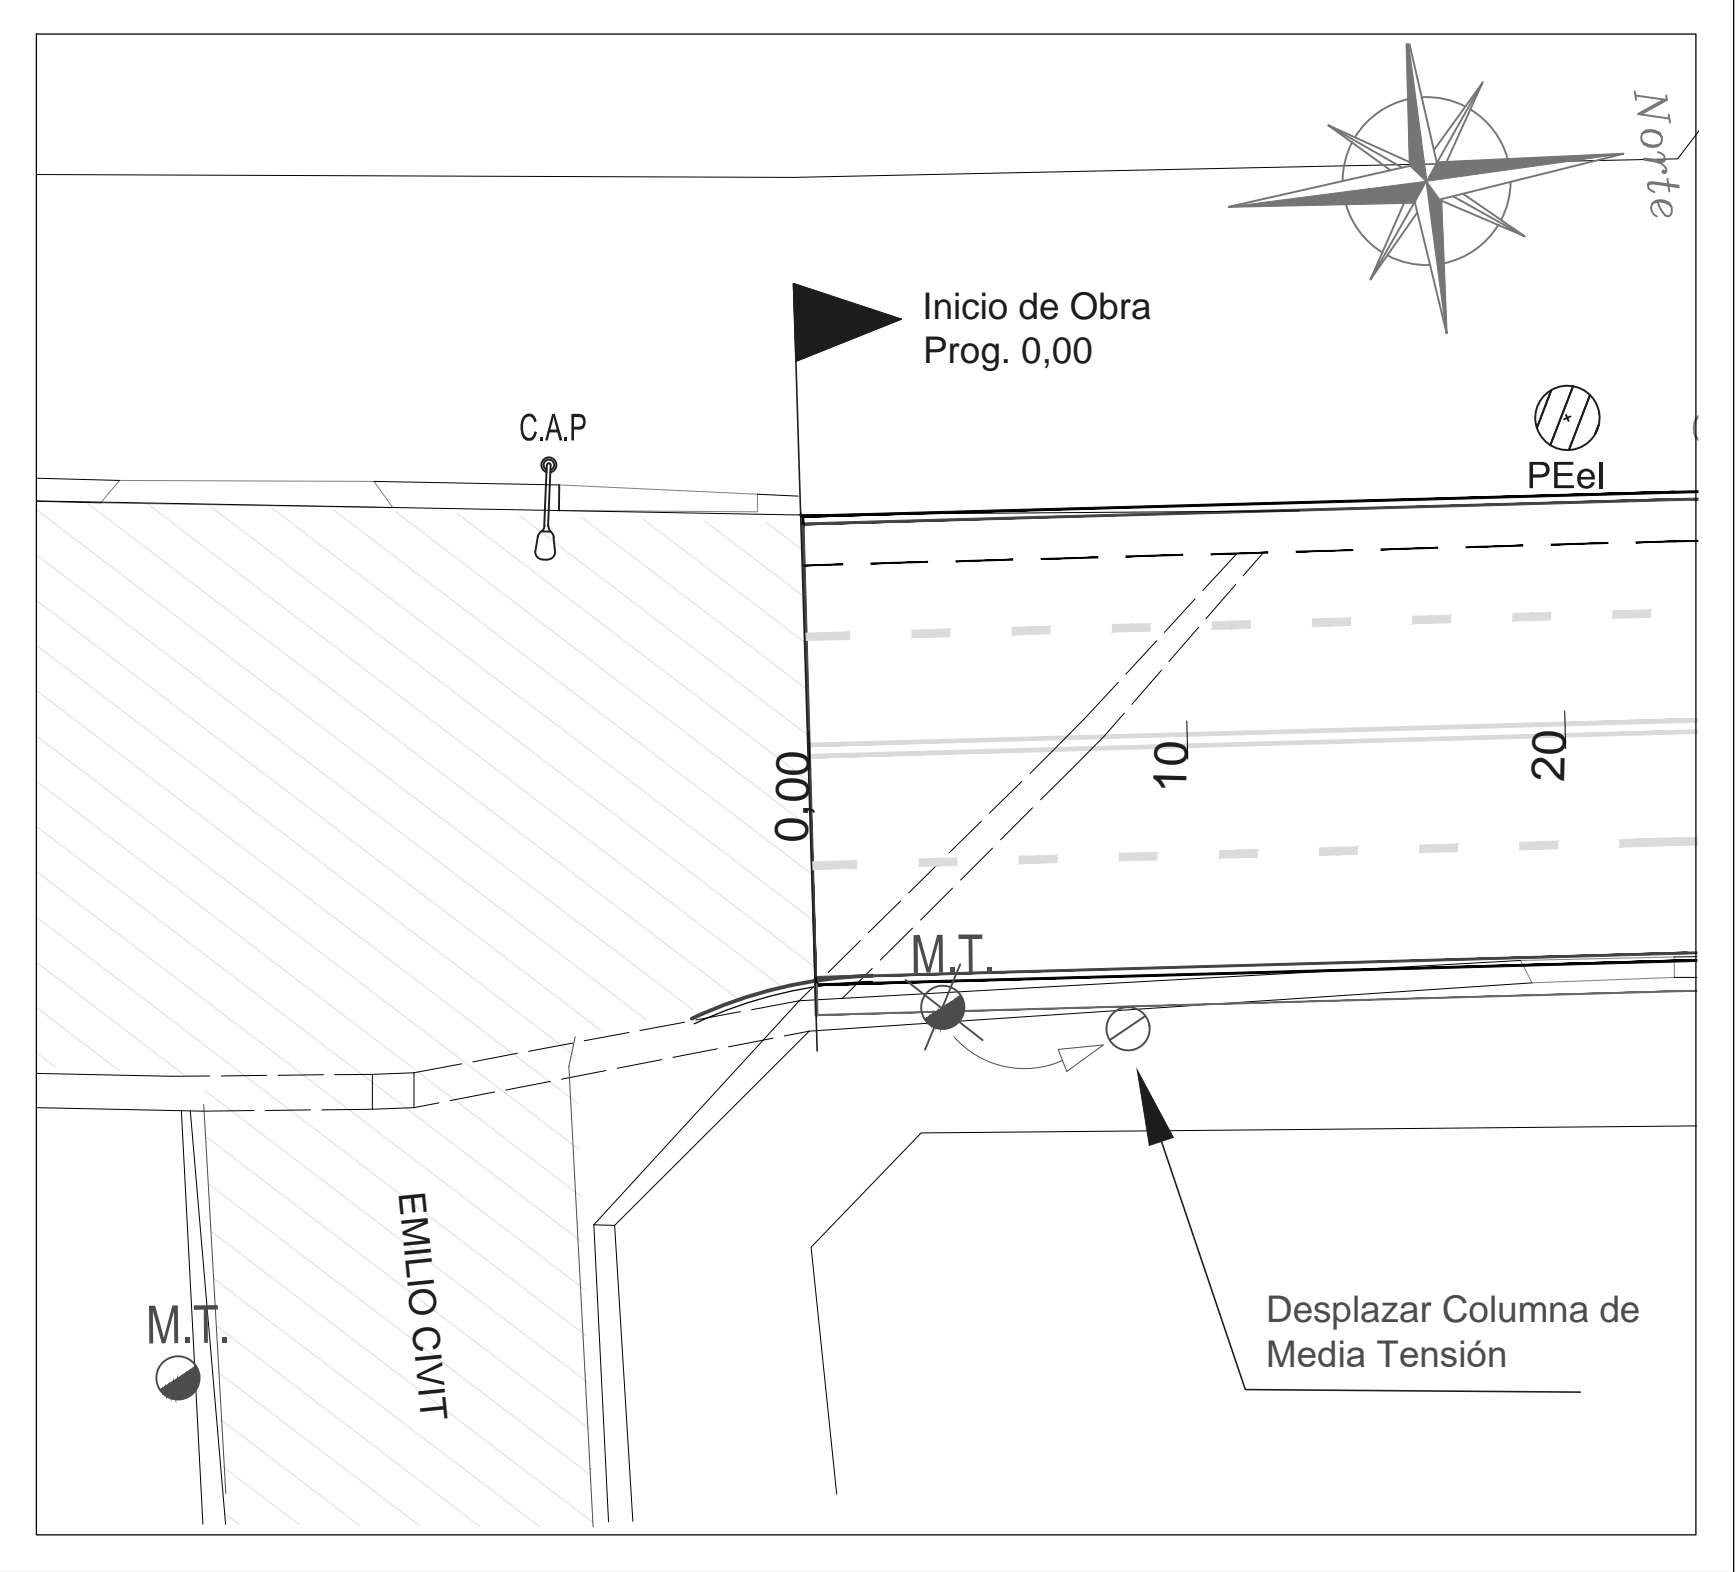 Norte
Inicio de Obra
Prog. 0,00
C.A.P
PEel
0,00
10
20
M.T.
EMILIO CIVIT
M.T.
Desplazar Columna de
Media Tensión